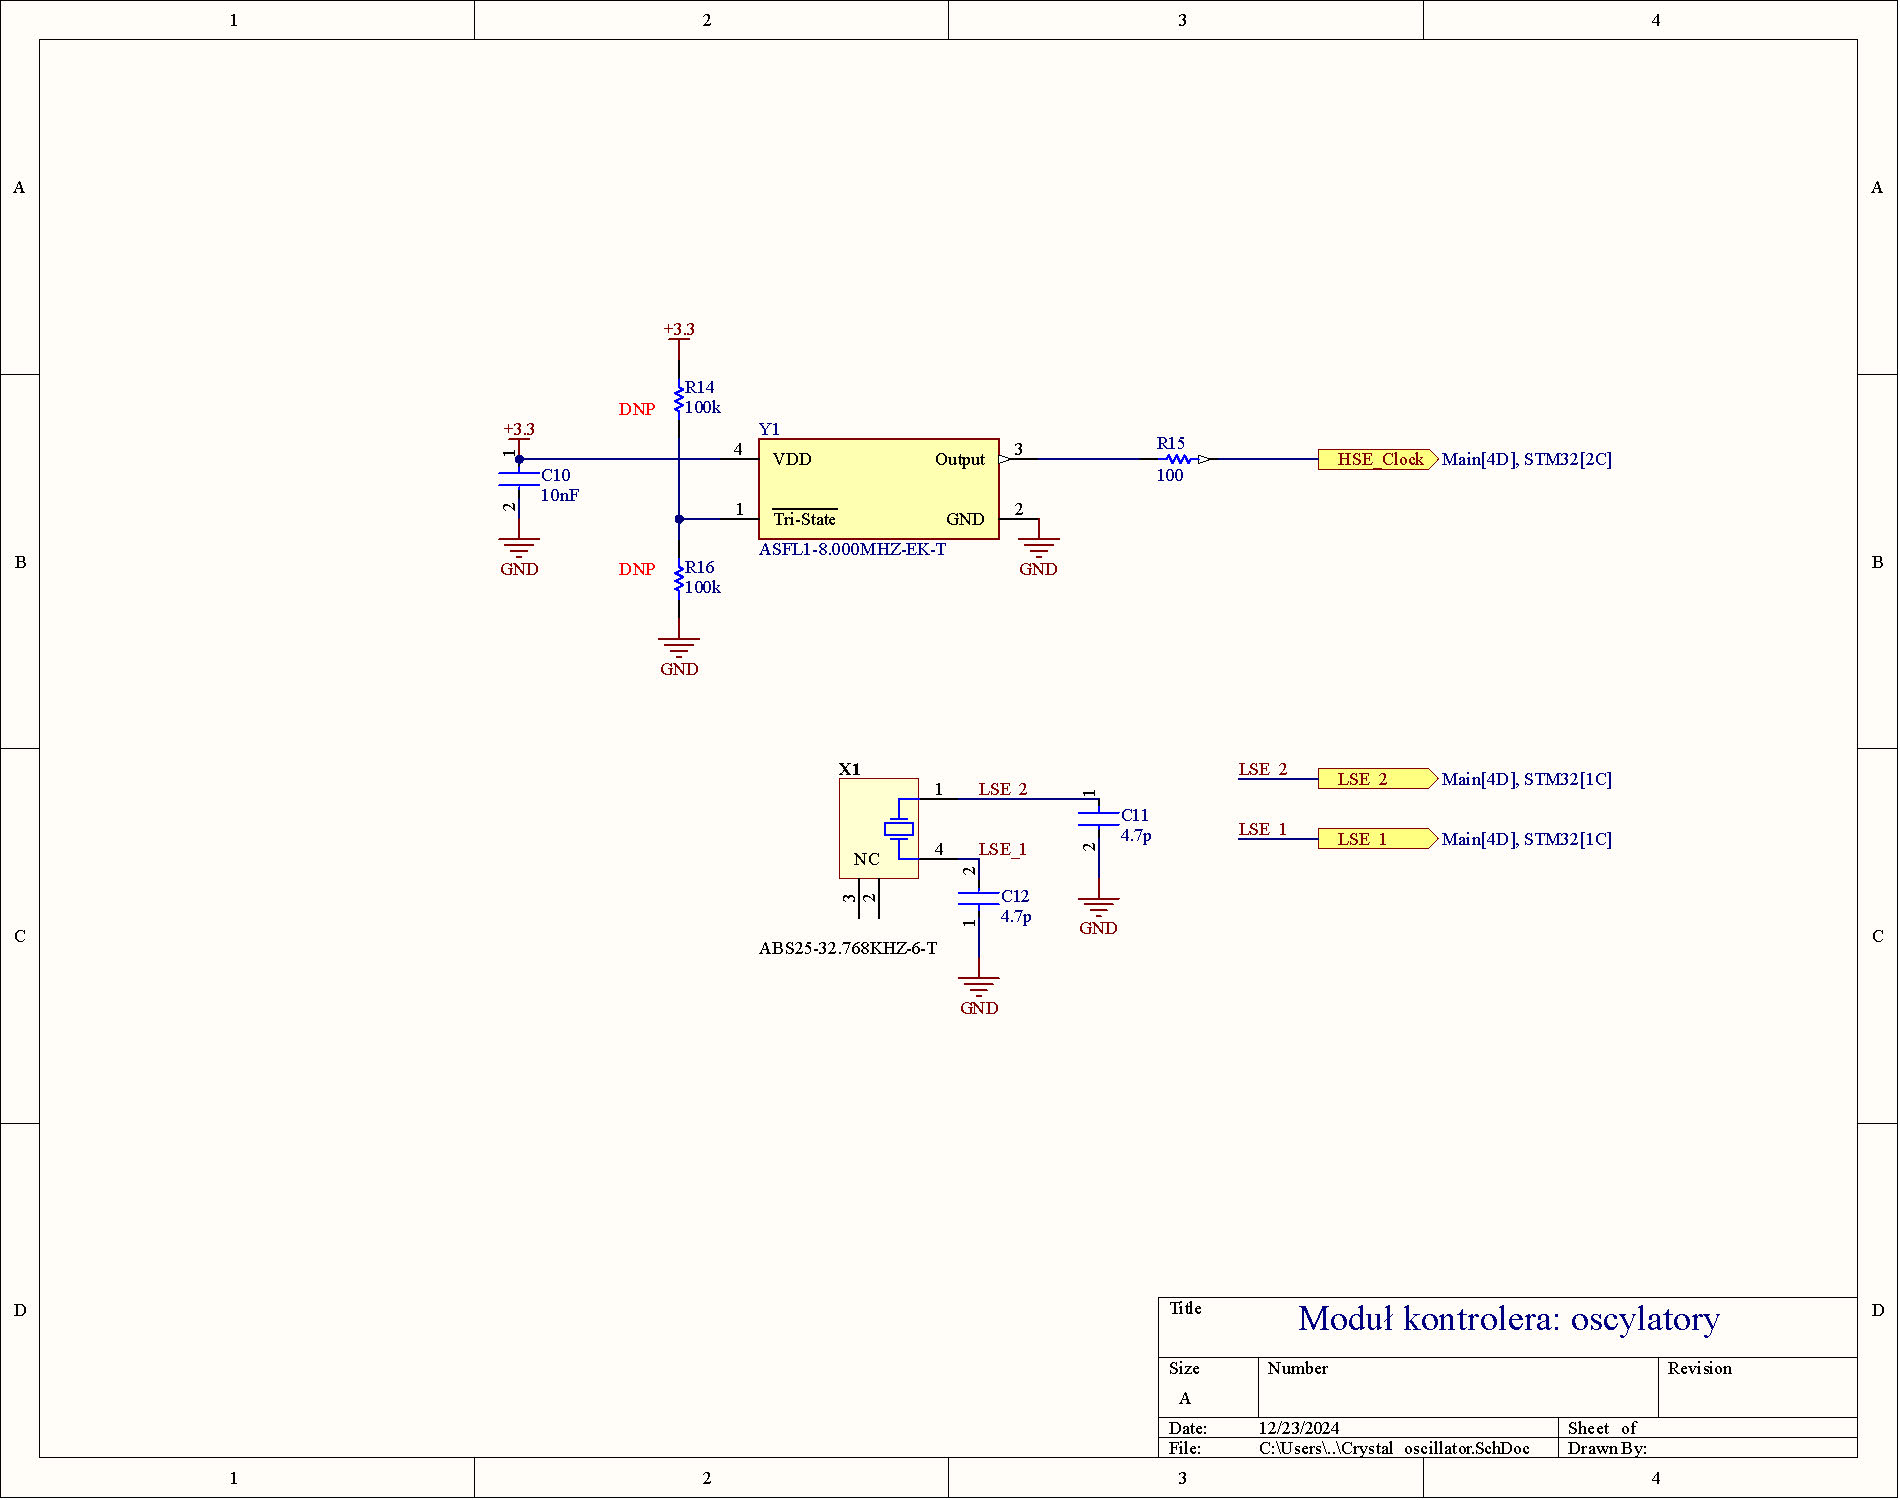 1 2 3 4
A A
+3.3
R14
100k
DNP
+3.3
1
C10
10nF
2
GND
Y1
4 VDD Output 3
1 Tri-State GND 2
ASFL1-8.000MHZ-EK-T
GND
R15
100
HSE_Clock Main[4D], STM32[2C]
B B
DNP
R16
100k
GND
X1
1 LSE_2
1
C11
4.7p
2
GND
NC
4 LSE_1
2
C12
4.7p
1
GND
3 2
ABS25-32.768KHZ-6-T
LSE_2 LSE_2 Main[4D], STM32[1C]
LSE_1 LSE_1 Main[4D], STM32[1C]
C C
D D
Title Moduł kontrolera: oscylatory
Size Number Revision
A
Date: 12/23/2024 Sheet of
File: C:\Users\..\Crystal_oscillator.SchDoc Drawn By:
1 2 3 4